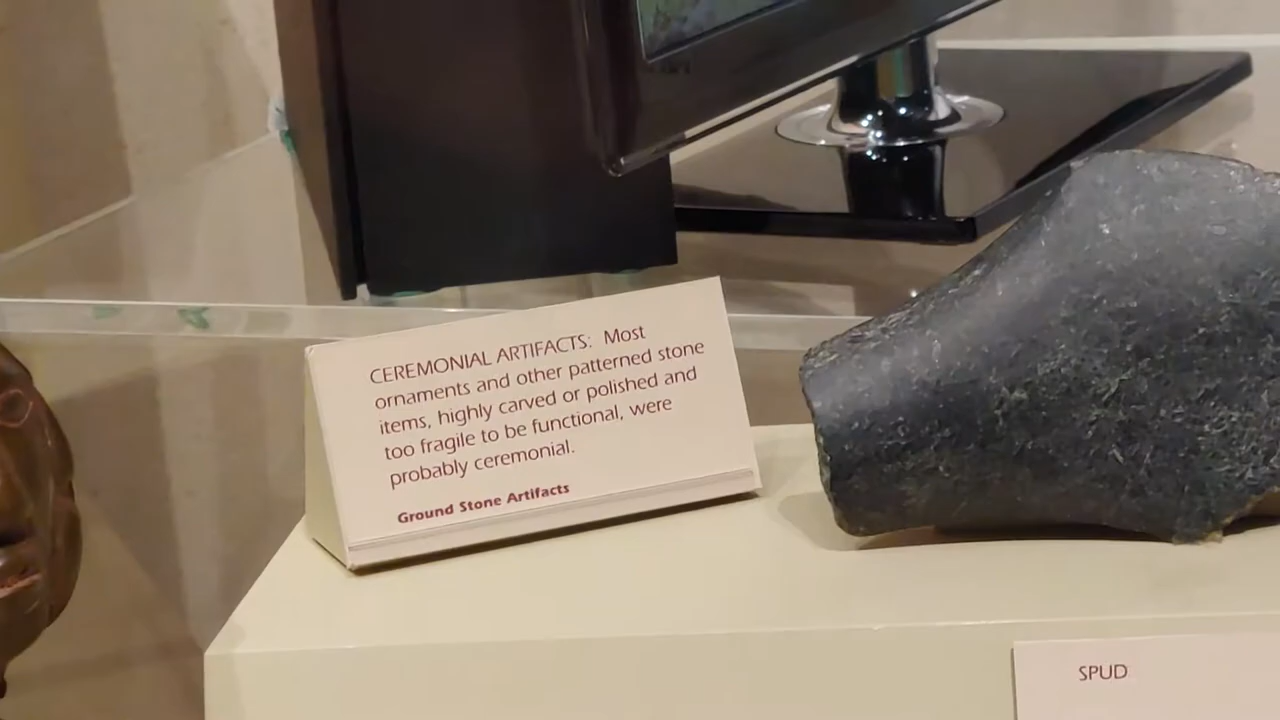 CEREMONIAL ARTIFACTS: Most
ornaments and other patterned stone
items, highly carved or polished and
too fragile to be functional, were
probably ceremonial.
Ground Stone Artifacts
SPUD